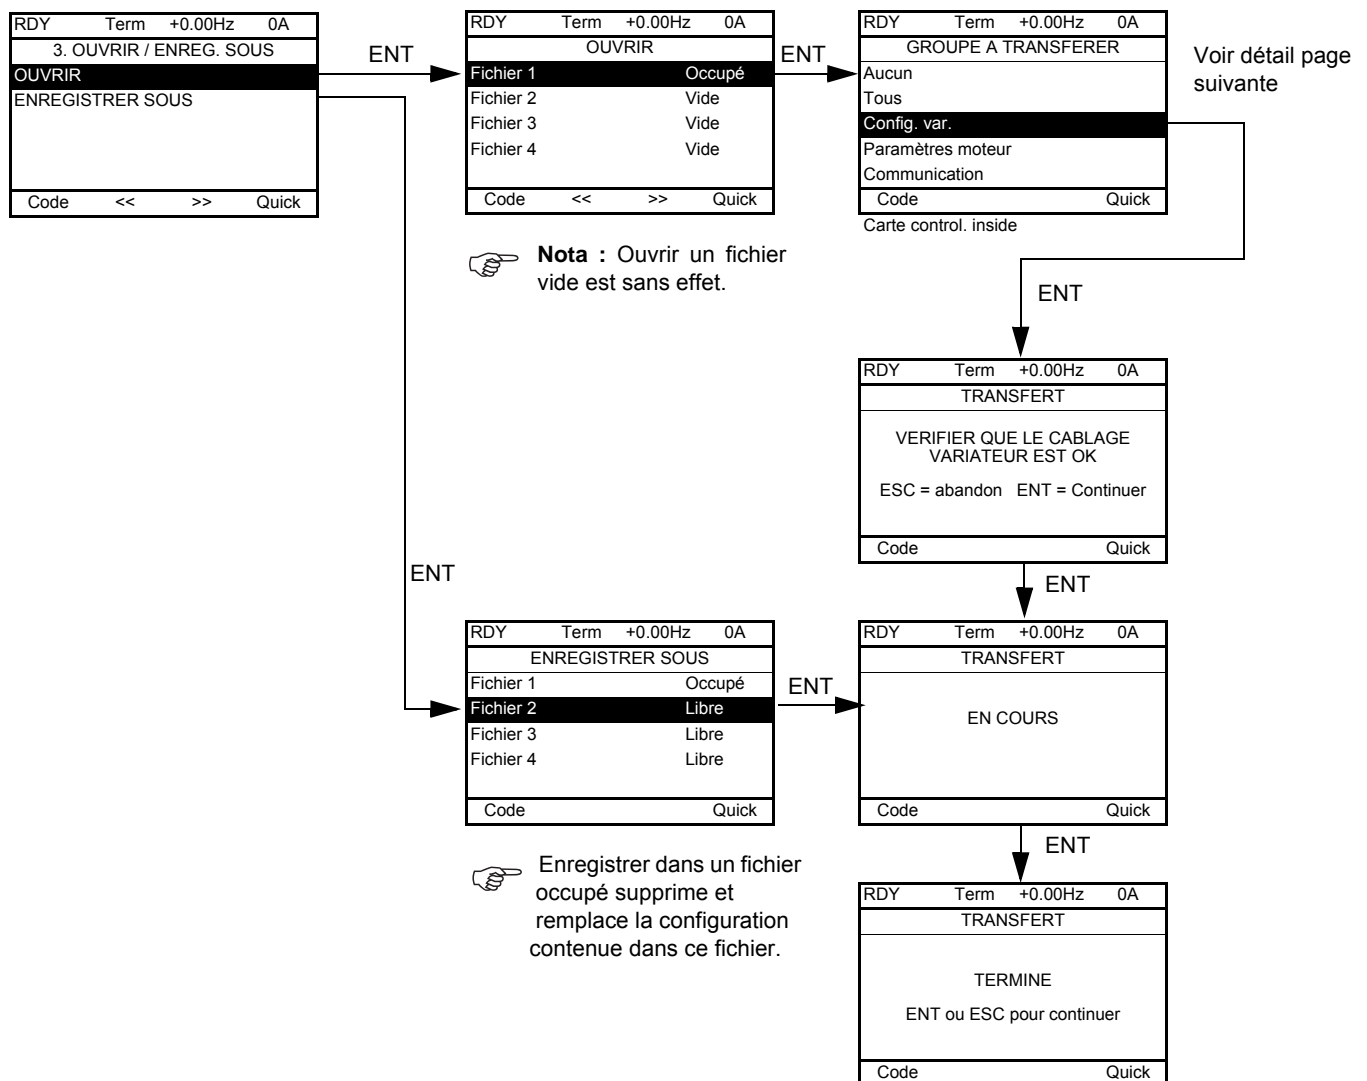 RDY Term +0.00Hz 0A
3. OUVRIR / ENREG. SOUS
OUVRIR
ENREGISTRER SOUS
Code << >> Quick
ENT
RDY Term +0.00Hz 0A
OUVRIR
Fichier 1 Occupé
Fichier 2 Vide
Fichier 3 Vide
Fichier 4 Vide
Code << >> Quick
ENT
RDY Term +0.00Hz 0A
GROUPE A TRANSFERER
Aucun
Tous
Config. var.
Paramètres moteur
Communication
Code Quick
Carte control. inside
Voir détail page
suivante
Nota : Ouvrir un fichier
vide est sans effet.
ENT
RDY Term +0.00Hz 0A
TRANSFERT
VERIFIER QUE LE CABLAGE
VARIATEUR EST OK
ESC = abandon ENT = Continuer
Code Quick
ENT
ENT
RDY Term +0.00Hz 0A
ENREGISTRER SOUS
Fichier 1 Occupé
Fichier 2 Libre
Fichier 3 Libre
Fichier 4 Libre
Code Quick
ENT
RDY Term +0.00Hz 0A
TRANSFERT
EN COURS
Code Quick
Enregistrer dans un fichier
occupé supprime et
remplace la configuration
contenue dans ce fichier.
ENT
RDY Term +0.00Hz 0A
TRANSFERT
TERMINE
ENT ou ESC pour continuer
Code Quick